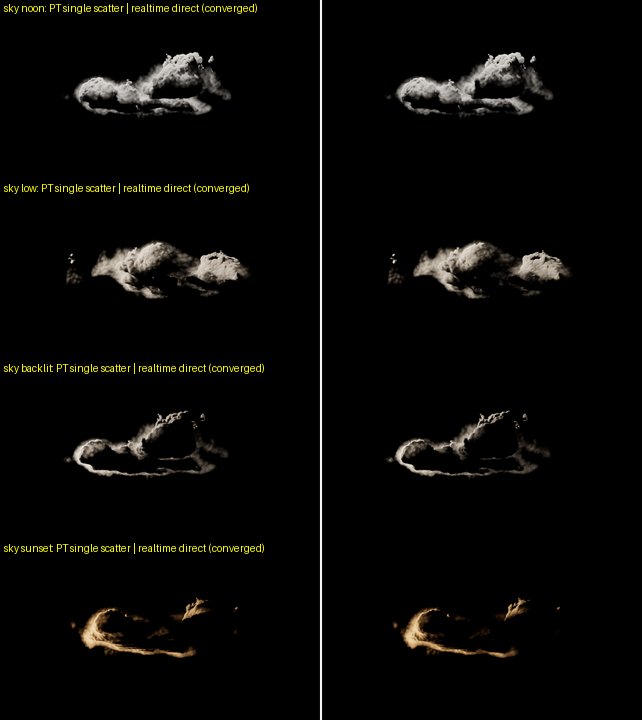 sky noon: PT single scatter | realtime direct (converged)
sky low: PT single scatter | realtime direct (converged)
sky backlit: PT single scatter | realtime direct (converged)
sky sunset: PT single scatter | realtime direct (converged)